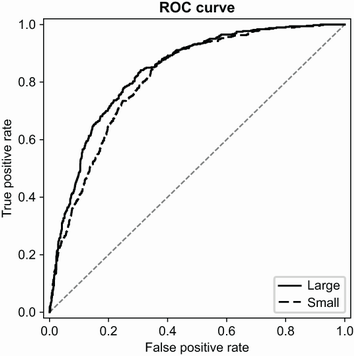 ROC curve
True positive rate
1.0
0.8
0.6
0.4
0.2
0.0
Large
Small
0.0 0.2 0.4 0.6 0.8 1.0
False positive rate